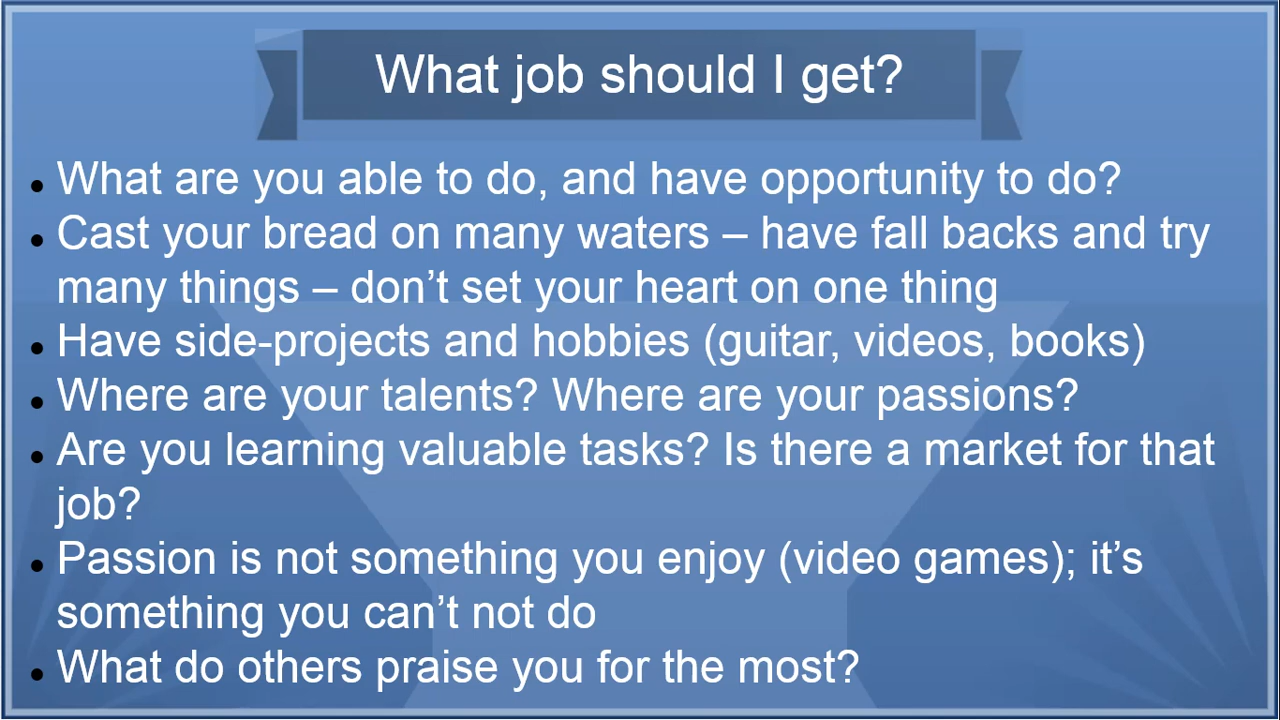 What job should I get?
• What are you able to do, and have opportunity to do?
• Cast your bread on many waters – have fall backs and try
many things – don’t set your heart on one thing
• Have side-projects and hobbies (guitar, videos, books)
• Where are your talents? Where are your passions?
• Are you learning valuable tasks? Is there a market for that
job?
• Passion is not something you enjoy (video games); it’s
something you can’t not do
• What do others praise you for the most?